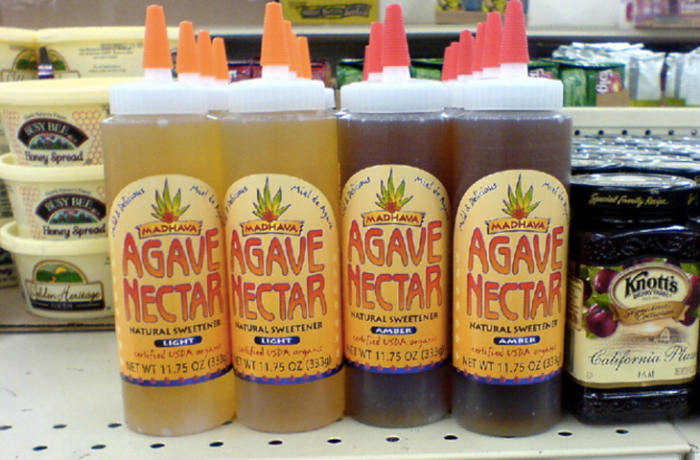 BUSY BEE
Honey Spread
BUSY BEE
Honey Spread
Golden Heritage
FOODS
Mild & Delicious Miel de Agave
MADHAVA
AGAVE
NECTAR
NATURAL SWEETENER
LIGHT
certified USDA organic
NET WT 11.75 OZ (333g)
Miel de Agave
MADHAVA
AGAVE
NECTAR
NATURAL SWEETENER
LIGHT
certified USDA organic
NET WT 11.75 OZ (333g)
Delicious Miel de Agave
MADHAVA
AGAVE
NECTAR
NATURAL SWEETENER
AMBER
certified USDA organic
NET WT 11.75 OZ (333g)
Mild & Delicious Miel de Agave
MADHAVA
AGAVE
NECTAR
NATURAL SWEETENER
AMBER
certified USDA organic
NET WT 11.75 OZ (333g)
Special Family Recipe
Knott's
BERRY FARM
California Plum
JAM